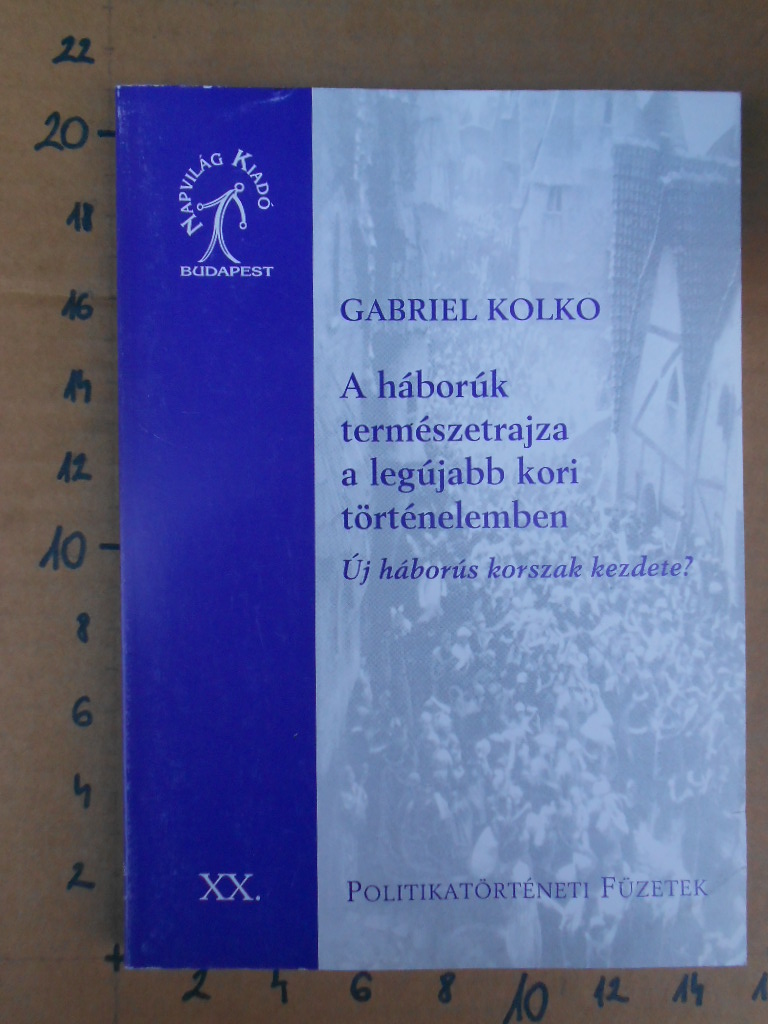 22
20
18
16
14
12
10
8
6
4
2
NAPVILÁG KIADÓ
BUDAPEST
GABRIEL KOLKO
A háborúk
természetrajza
a legújabb kori
történelemben
Új háborús korszak kezdete?
XX.
POLITIKATÖRTÉNETI FÜZETEK
2 4 6 8 10 12 14